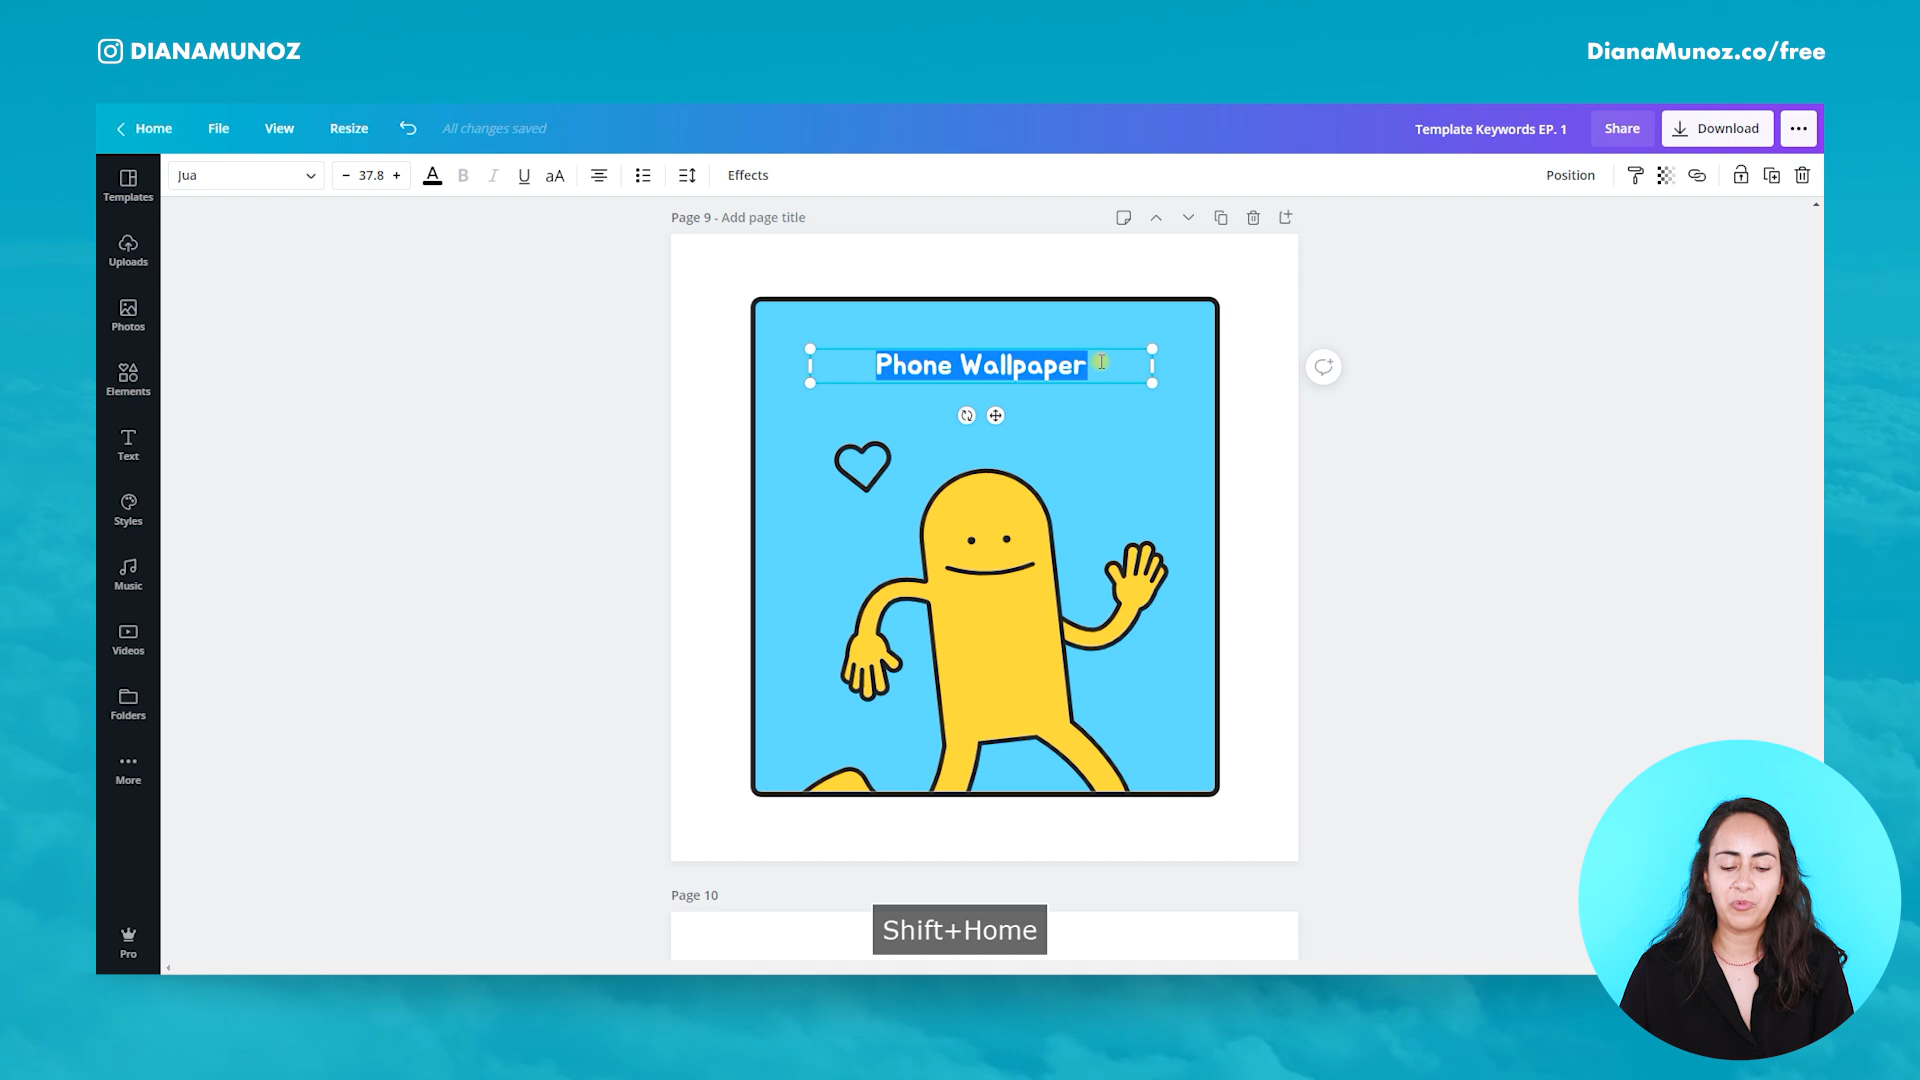 DIANAMUNOZ
DianaMunoz.co/free
Home File View Resize All changes saved Template Keywords EP. 1 Share Download
Jua - 37.8 + A B I U aA Effects Position
Templates
Uploads
Photos
Elements
Text
Styles
Music
Videos
Folders
More
Pro
Page 9 - Add page title
Phone Wallpaper
Page 10
Shift+Home